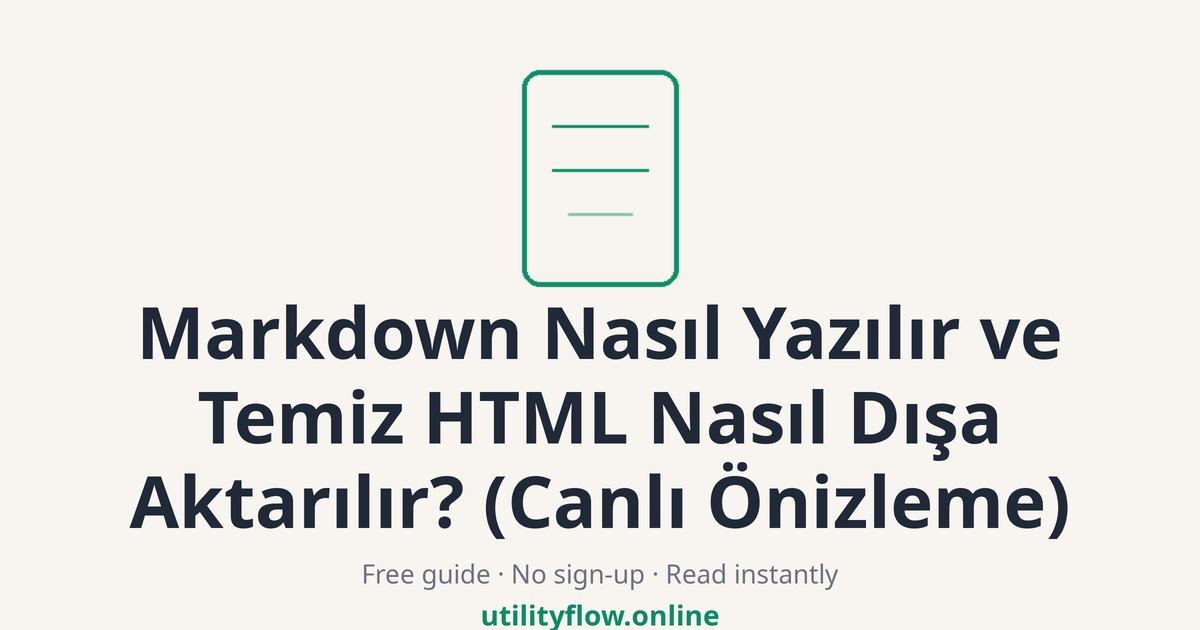 Markdown Nasıl Yazılır ve
Temiz HTML Nasıl Dışa
Aktarılır? (Canlı Önizleme)
Free guide · No sign-up · Read instantly
utilityflow.online